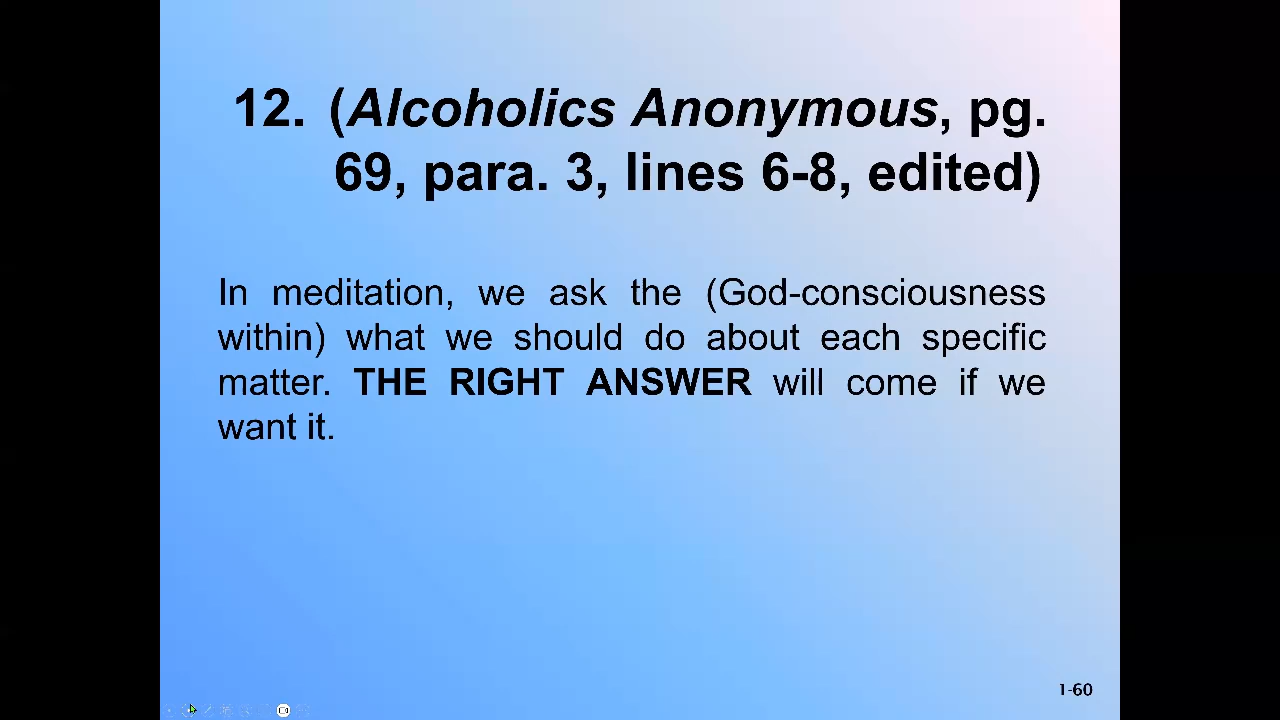 12. (Alcoholics Anonymous, pg.
69, para. 3, lines 6-8, edited)
In meditation, we ask the (God-consciousness
within) what we should do about each specific
matter. THE RIGHT ANSWER will come if we
want it.
1-60